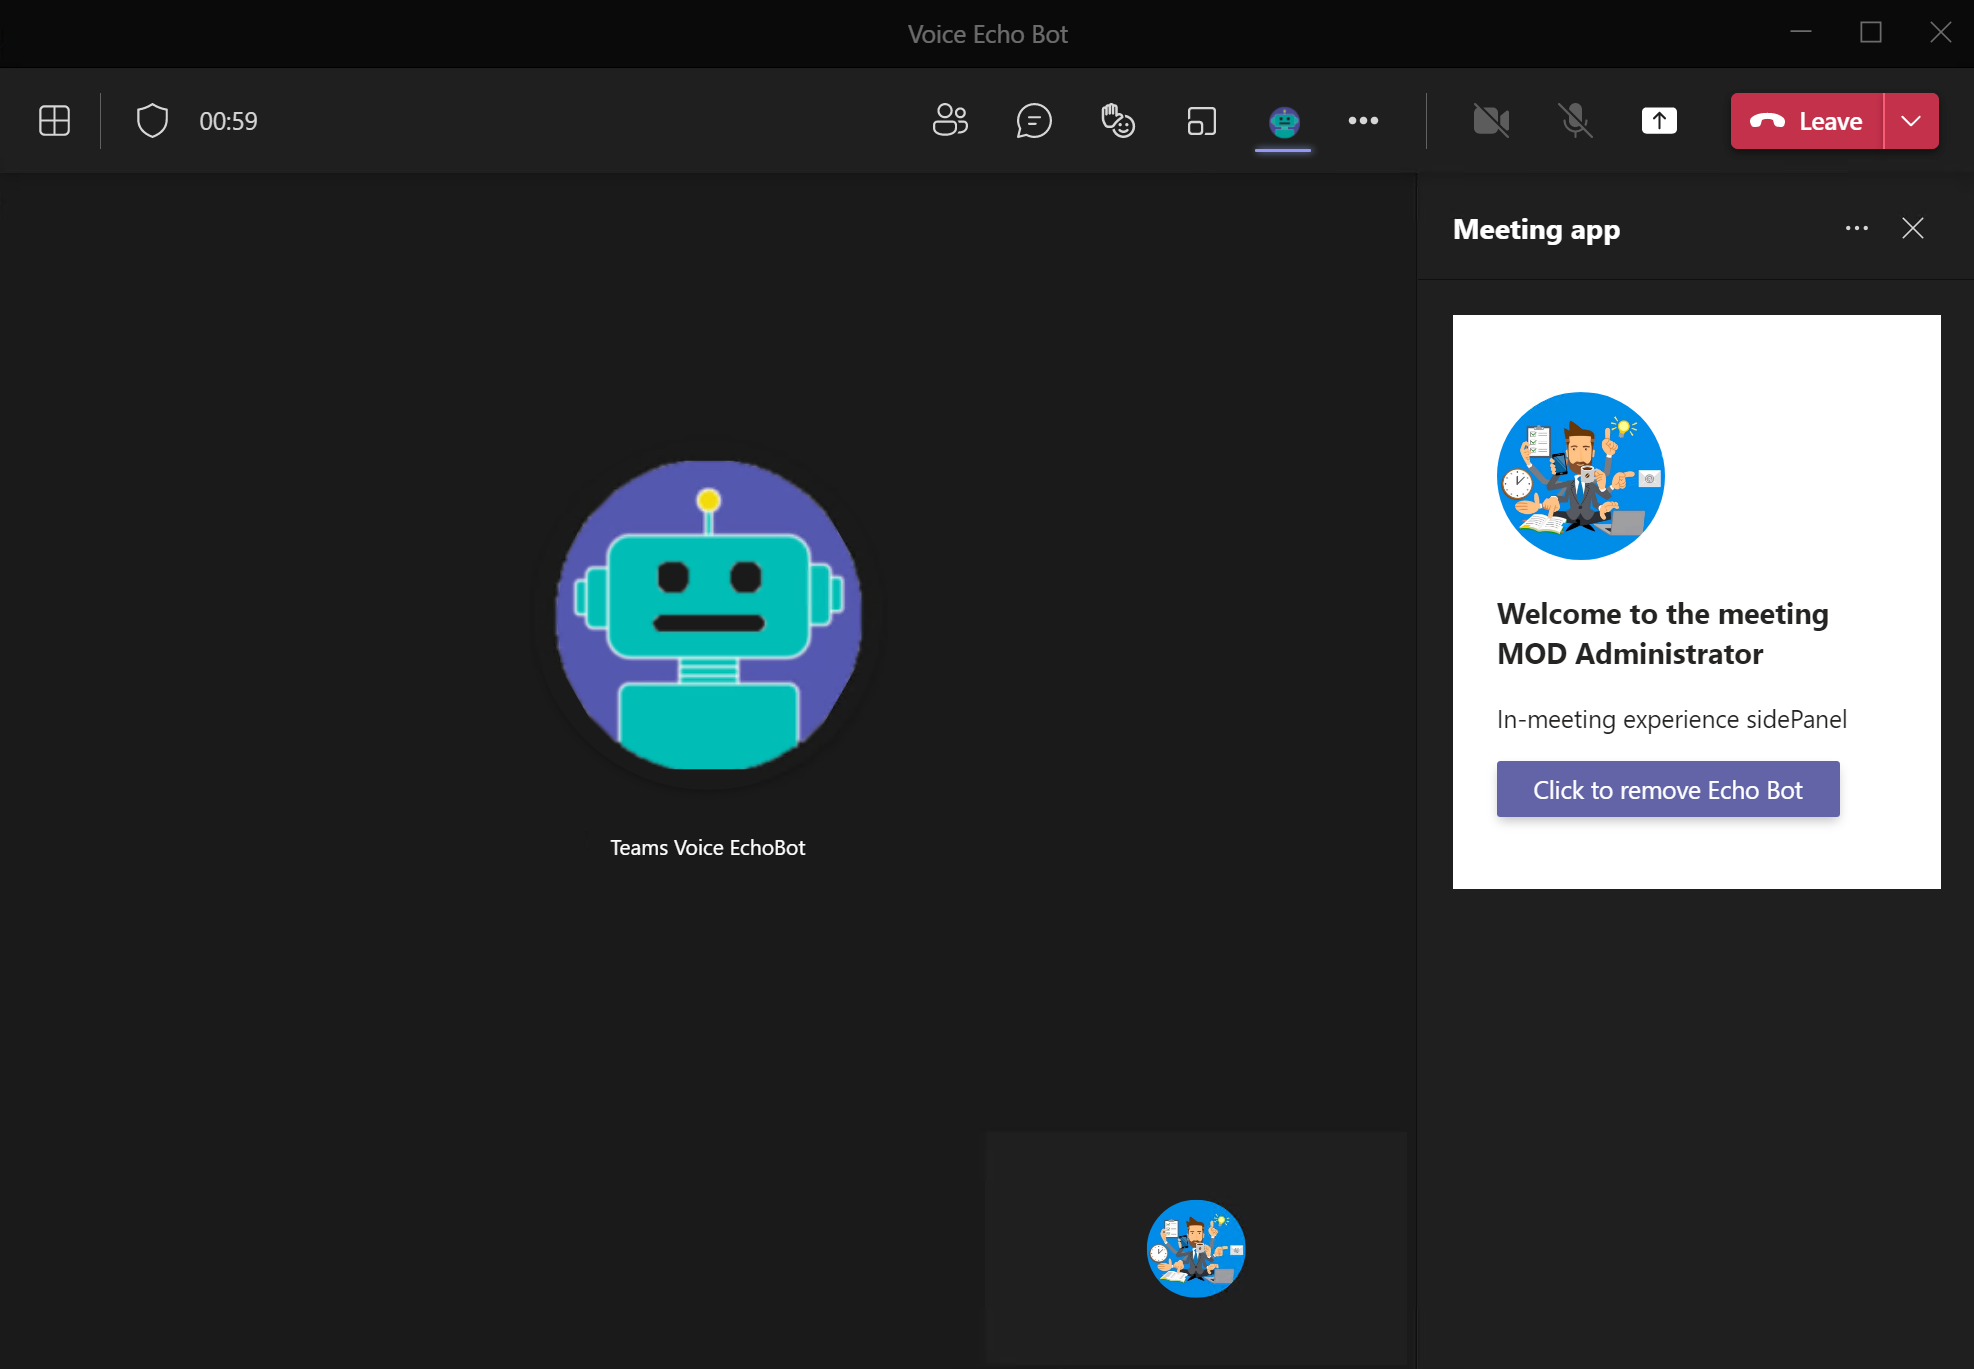 Voice Echo Bot
00:59
Leave
Meeting app
Welcome to the meeting
MOD Administrator
In-meeting experience sidePanel
Click to remove Echo Bot
Teams Voice EchoBot